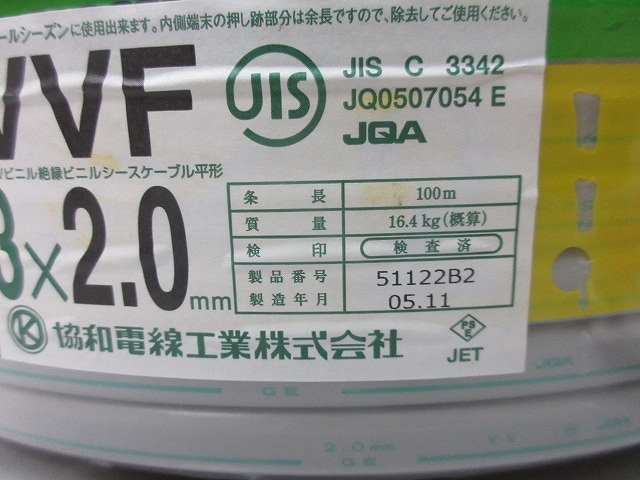 ールシーズンに使用出来ます。内側端末の押し跡部分は余長ですので、除去してご使用ください。
VVF
JIS
JIS C 3342
JQ0507054 E
JQA
ビニル絶縁ビニルシースケーブル平形
3×2.0mm
条長 100m
質量 16.4kg(概算)
検印 検査済
製品番号 51122B2
製造年月 05.11
K 協和電線工業株式会社
PS E
JET
JQA
GE
2.0mm
GE